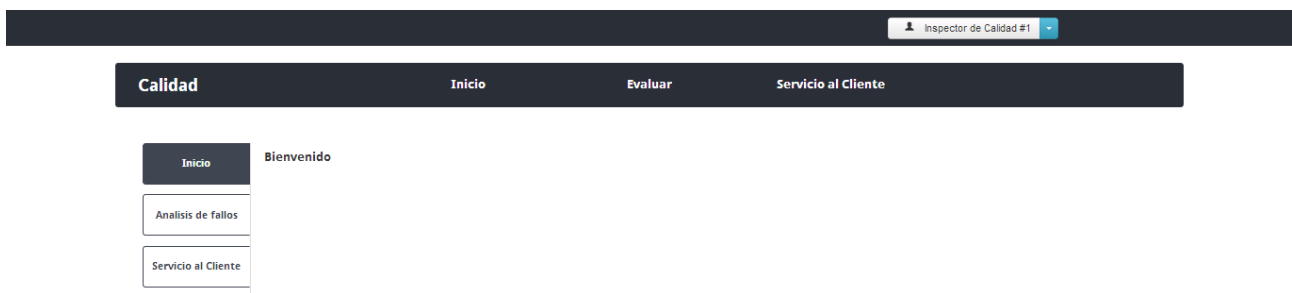 Inspector de Calidad #1
Calidad Inicio Evaluar Servicio al Cliente
Inicio
Bienvenido
Analisis de fallos
Servicio al Cliente